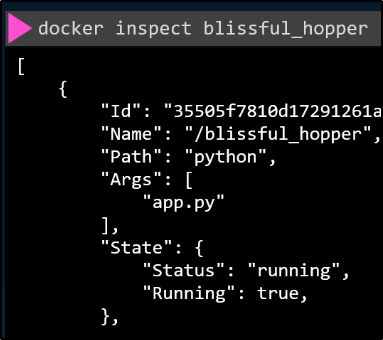 docker inspect blissful_hopper
[
    {
        "Id": "35505f7810d17291261a
        "Name": "/blissful_hopper",
        "Path": "python",
        "Args": [
            "app.py"
        ],
        "State": {
            "Status": "running",
            "Running": true,
        },